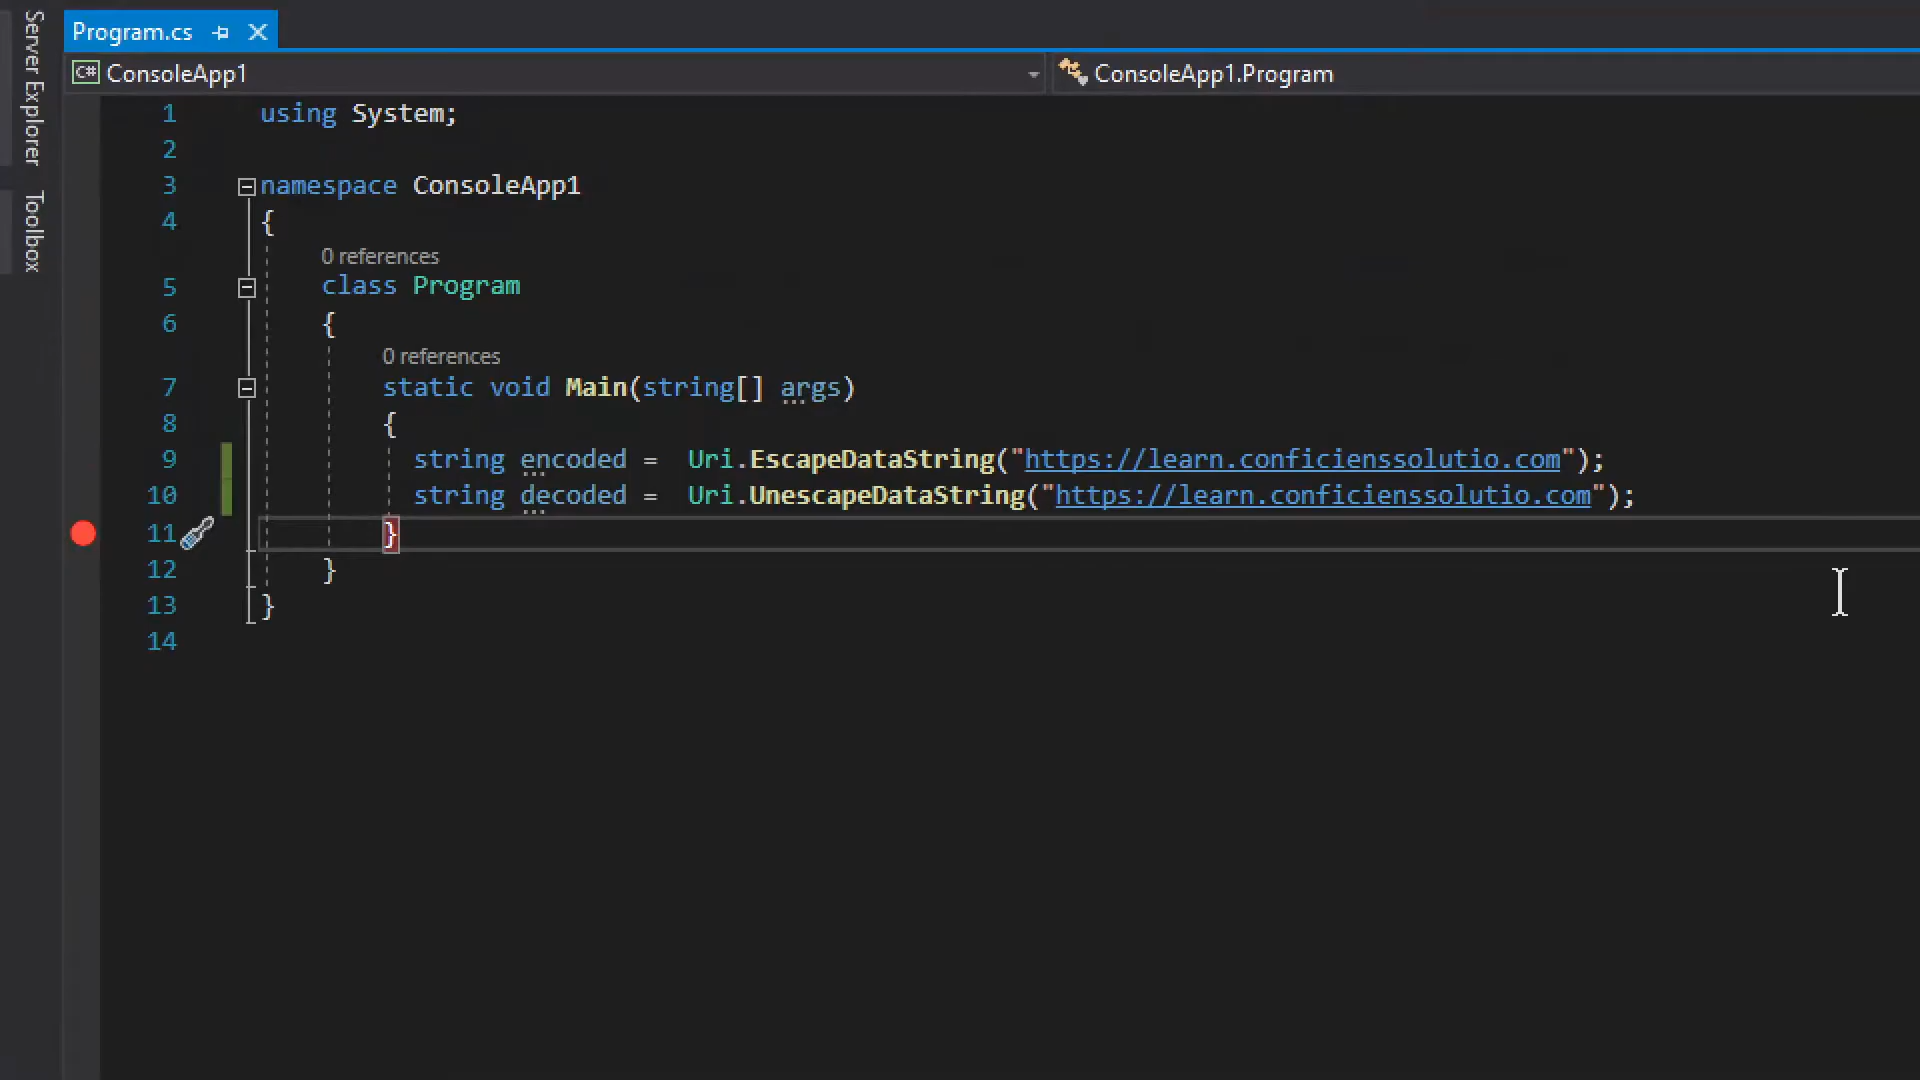 Server Explorer
Toolbox
Program.cs
C# ConsoleApp1
ConsoleApp1.Program
1 using System;
2
3 namespace ConsoleApp1
4 {
0 references
5 class Program
6 {
0 references
7 static void Main(string[] args)
8 {
9 string encoded =  Uri.EscapeDataString("https://learn.conficienssolutio.com");
10 string decoded =  Uri.UnescapeDataString("https://learn.conficienssolutio.com");
11 }
12 }
13 }
14